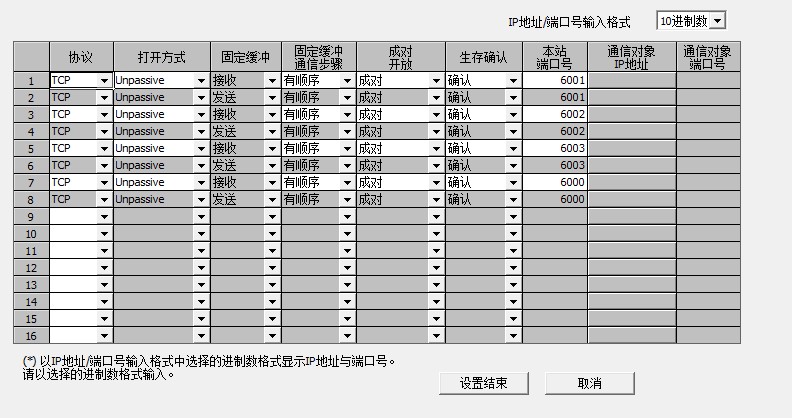 IP地址/端口号输入格式 10进制数
协议 打开方式 固定缓冲 固定缓冲 通信步骤 成对 开放 生存确认 本站 端口号 通信对象 IP地址 通信对象 端口号
1 TCP Unpassive 接收 有顺序 成对 确认 6001
2 TCP Unpassive 发送 有顺序 成对 确认 6001
3 TCP Unpassive 接收 有顺序 成对 确认 6002
4 TCP Unpassive 发送 有顺序 成对 确认 6002
5 TCP Unpassive 接收 有顺序 成对 确认 6003
6 TCP Unpassive 发送 有顺序 成对 确认 6003
7 TCP Unpassive 接收 有顺序 成对 确认 6000
8 TCP Unpassive 发送 有顺序 成对 确认 6000
9
10
11
12
13
14
15
16
(*) 以IP地址/端口号输入格式中选择的进制数格式显示IP地址与端口号。
请以选择的进制数格式输入。
设置结束 取消